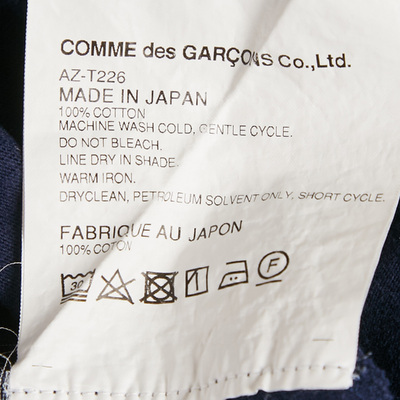 COMME des GARÇONS Co.,Ltd.
AZ-T226
MADE IN JAPAN
100% COTTON
MACHINE WASH COLD, GENTLE CYCLE.
DO NOT BLEACH.
LINE DRY IN SHADE.
WARM IRON.
DRYCLEAN, PETROLEUM SOLVENT ONLY, SHORT CYCLE.
FABRIQUE AU JAPON
100% COTON
30 F